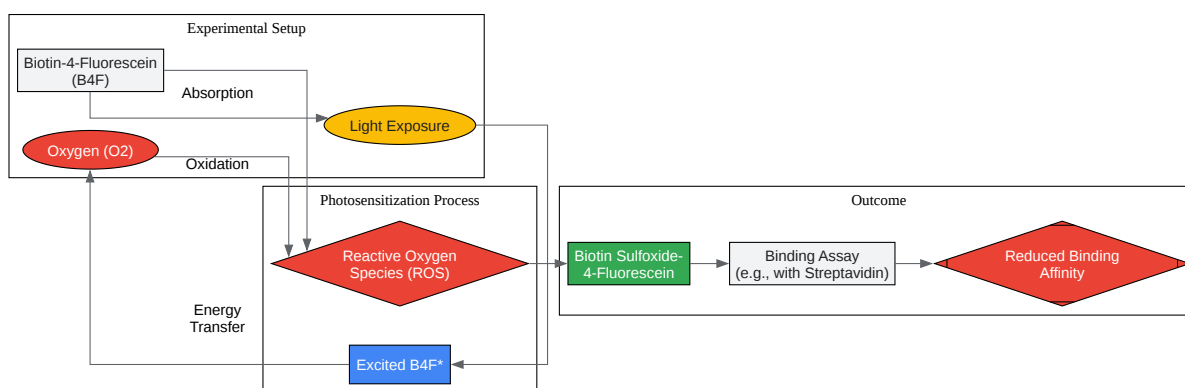 Experimental Setup
Biotin-4-Fluorescein
(B4F)
Absorption
Light Exposure
Oxygen (O2)
Oxidation
Photosensitization Process
Reactive Oxygen
Species (ROS)
Energy
Transfer
Excited B4F*
Outcome
Biotin Sulfoxide-
4-Fluorescein
Binding Assay
(e.g., with Streptavidin)
Reduced Binding
Affinity